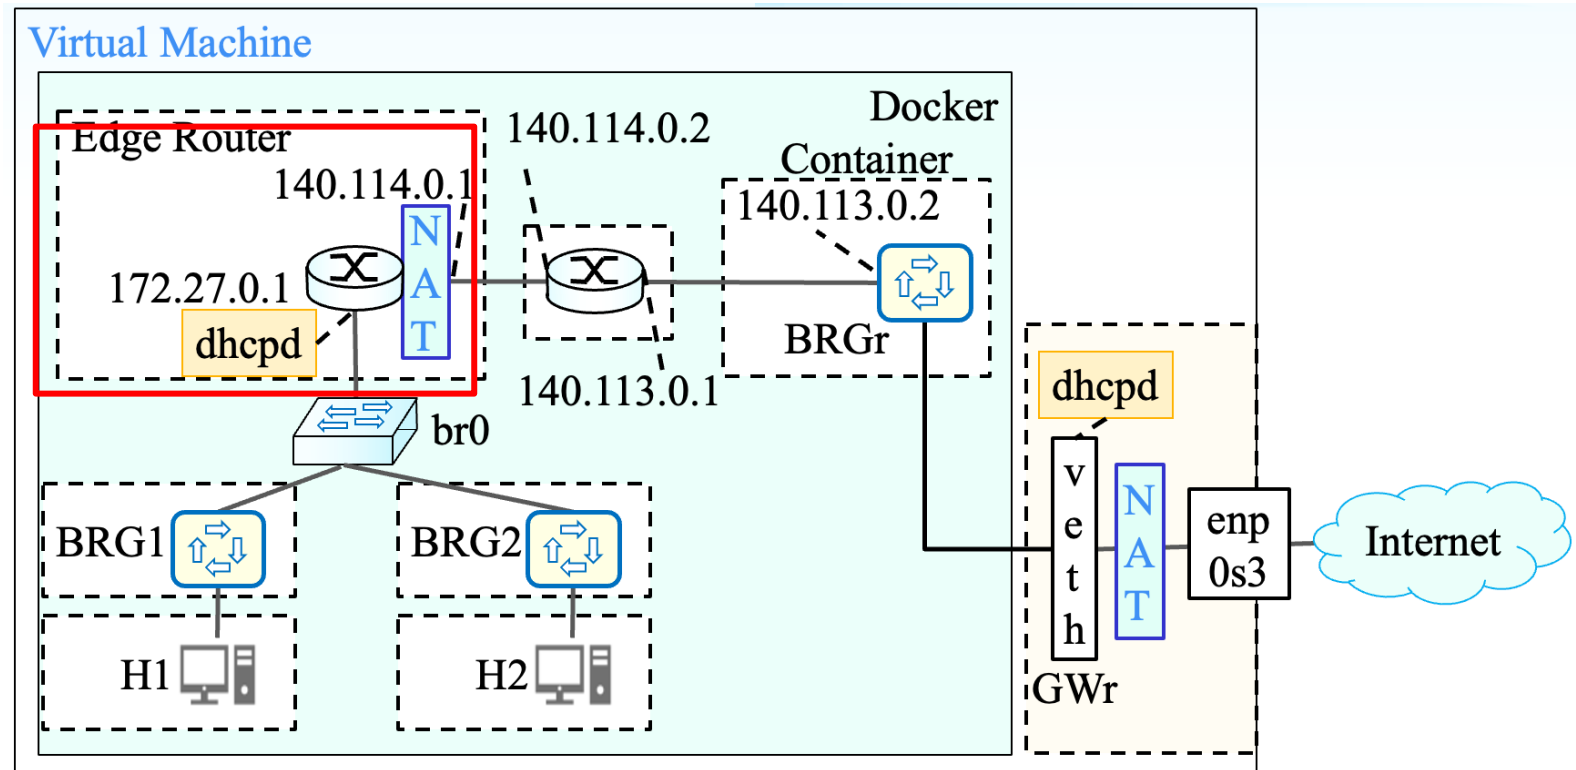 Virtual Machine
Docker
Edge Router
140.114.0.2
Container
140.114.0.1
140.113.0.2
N
A
T
172.27.0.1
dhcpd
BRGr
140.113.0.1
br0
dhcpd
v
e
t
h
N
A
T
enp
0s3
Internet
BRG1
BRG2
H1
H2
GWr